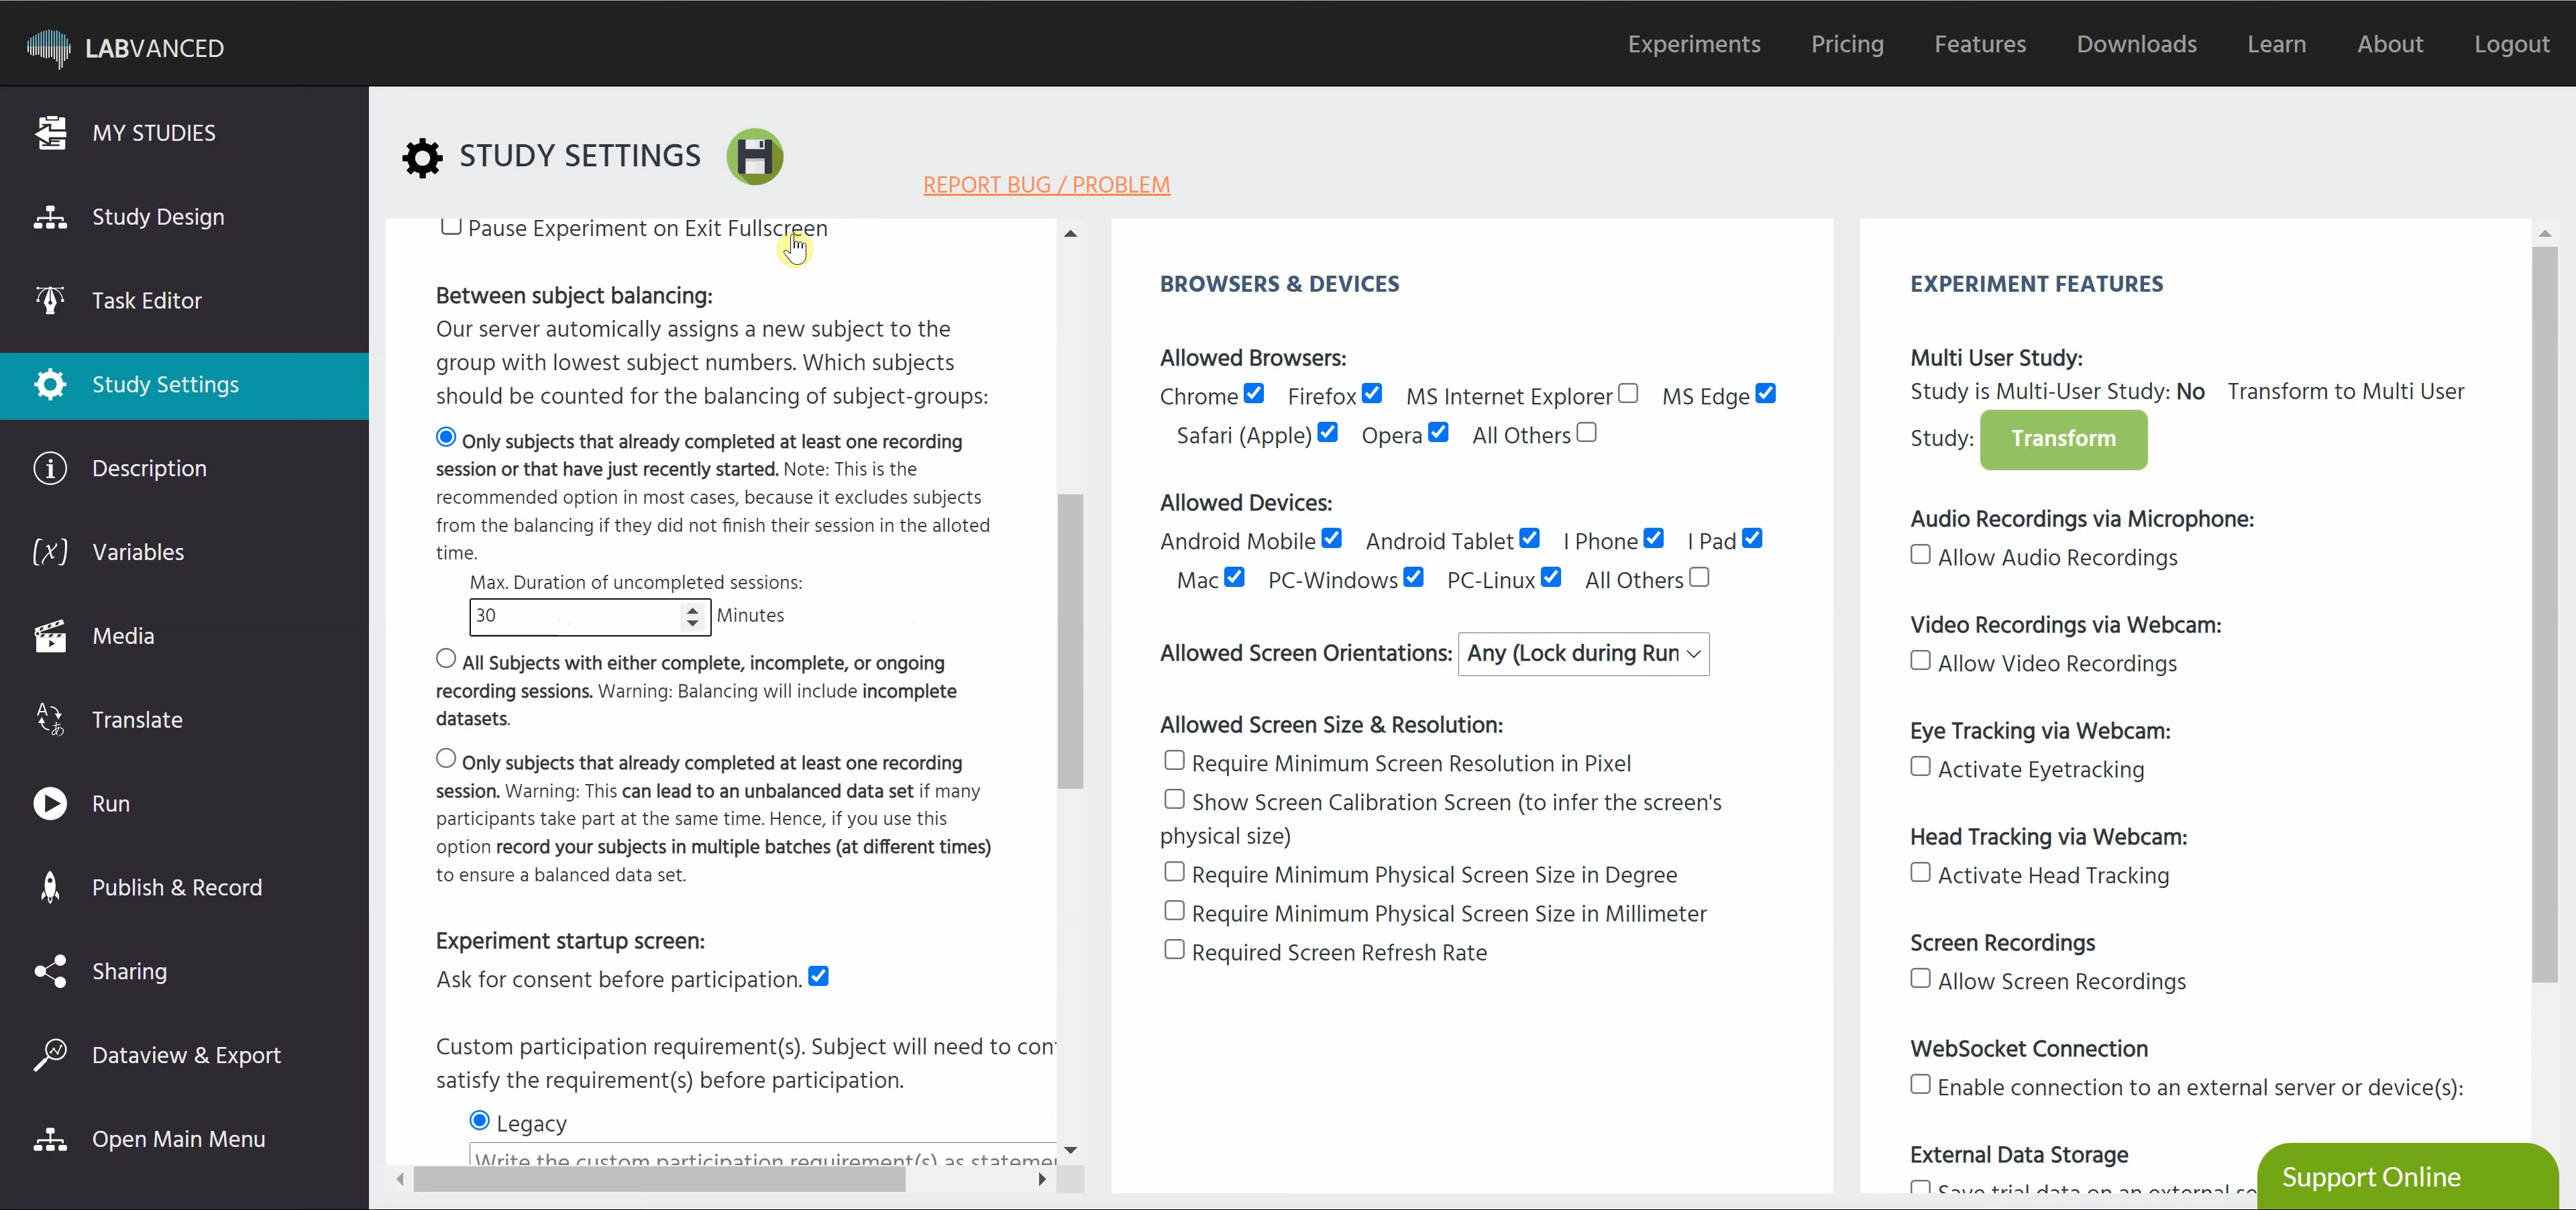 LABVANCED
Experiments Pricing Features Downloads Learn About Logout
MY STUDIES
Study Design
Task Editor
Study Settings
Description
Variables
Media
Translate
Run
Publish & Record
Sharing
Dataview & Export
Open Main Menu
STUDY SETTINGS
REPORT BUG / PROBLEM
Pause Experiment on Exit Fullscreen
Between subject balancing:
Our server automically assigns a new subject to the
group with lowest subject numbers. Which subjects
should be counted for the balancing of subject-groups:
Only subjects that already completed at least one recording
session or that have just recently started. Note: This is the
recommended option in most cases, because it excludes subjects
from the balancing if they did not finish their session in the alloted
time.
Max. Duration of uncompleted sessions:
30 Minutes
All Subjects with either complete, incomplete, or ongoing
recording sessions. Warning: Balancing will include incomplete
datasets.
Only subjects that already completed at least one recording
session. Warning: This can lead to an unbalanced data set if many
participants take part at the same time. Hence, if you use this
option record your subjects in multiple batches (at different times)
to ensure a balanced data set.
Experiment startup screen:
Ask for consent before participation.
Custom participation requirement(s). Subject will need to
satisfy the requirement(s) before participation.
Legacy
Write the custom participation requirement(s) as
BROWSERS & DEVICES
Allowed Browsers:
Chrome Firefox MS Internet Explorer MS Edge
Safari (Apple) Opera All Others
Allowed Devices:
Android Mobile Android Tablet I Phone I Pad
Mac PC-Windows PC-Linux All Others
Allowed Screen Orientations: Any (Lock during Run
Allowed Screen Size & Resolution:
Require Minimum Screen Resolution in Pixel
Show Screen Calibration Screen (to infer the screen's
physical size)
Require Minimum Physical Screen Size in Degree
Require Minimum Physical Screen Size in Millimeter
Required Screen Refresh Rate
EXPERIMENT FEATURES
Multi User Study:
Study is Multi-User Study: No Transform to Multi User
Study: Transform
Audio Recordings via Microphone:
Allow Audio Recordings
Video Recordings via Webcam:
Allow Video Recordings
Eye Tracking via Webcam:
Activate Eyetracking
Head Tracking via Webcam:
Activate Head Tracking
Screen Recordings
Allow Screen Recordings
WebSocket Connection
Enable connection to an external server or device(s):
External Data Storage
Save trial data on an external
Support Online